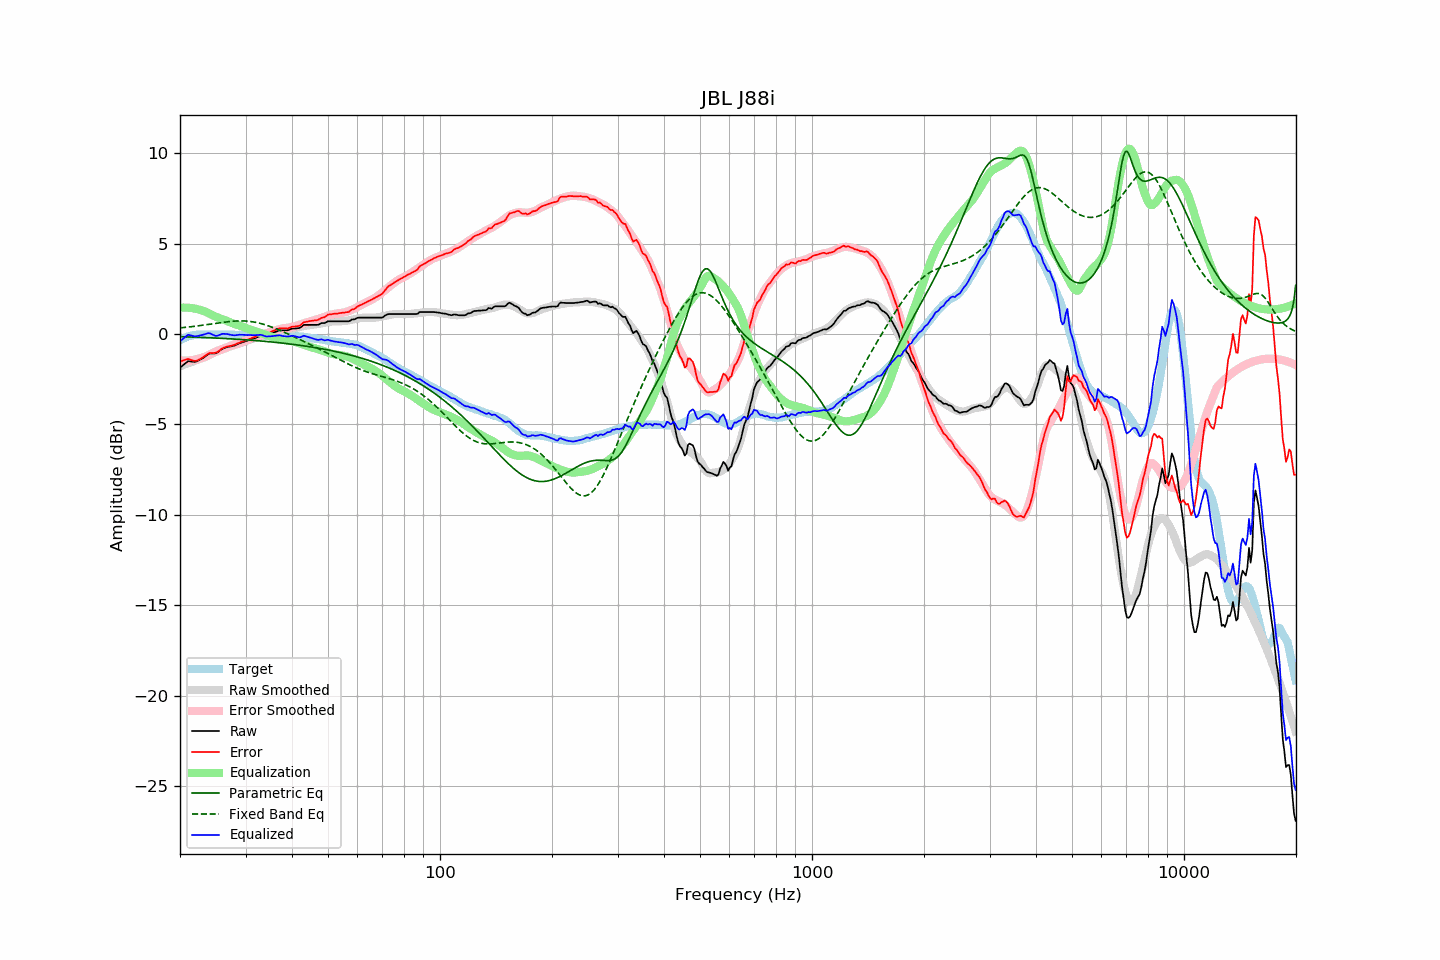 JBL J88i
10
5
0
−5
−10
−15
−20
−25
Amplitude (dBr)
Target
Raw Smoothed
Error Smoothed
Raw
Error
Equalization
Parametric Eq
Fixed Band Eq
Equalized
100
1000
10000
Frequency (Hz)